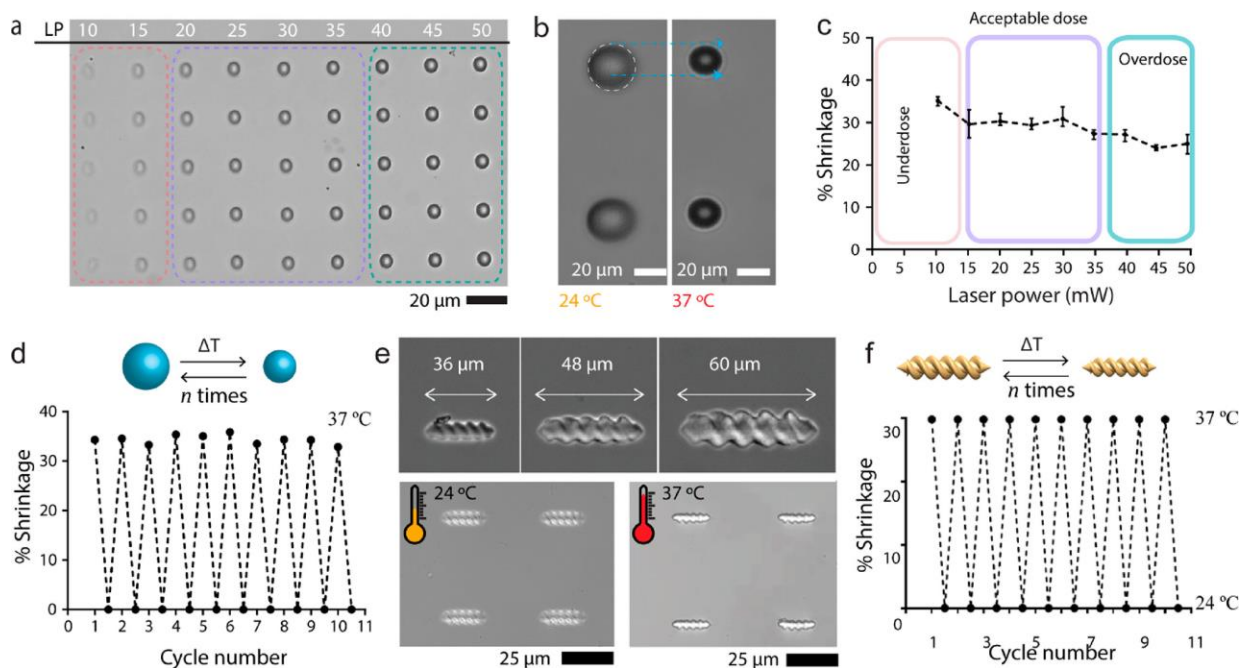 a
LP 10 15 20 25 30 35 40 45 50
20 μm
b
20 μm 20 μm
24 ºC 37 ºC
c
Acceptable dose
Underdose
Overdose
% Shrinkage
50
40
30
20
10
0
0 5 10 15 20 25 30 35 40 45 50
Laser power (mW)
d
ΔT
n times
37 ºC
% Shrinkage
40
30
20
10
0
0 1 2 3 4 5 6 7 8 9 10 11
Cycle number
e
36 μm 48 μm 60 μm
24 ºC 37 ºC
25 μm 25 μm
f
ΔT
n times
37 ºC
24 ºC
% Shrinkage
30
20
10
0
1 3 5 7 9 11
Cycle number